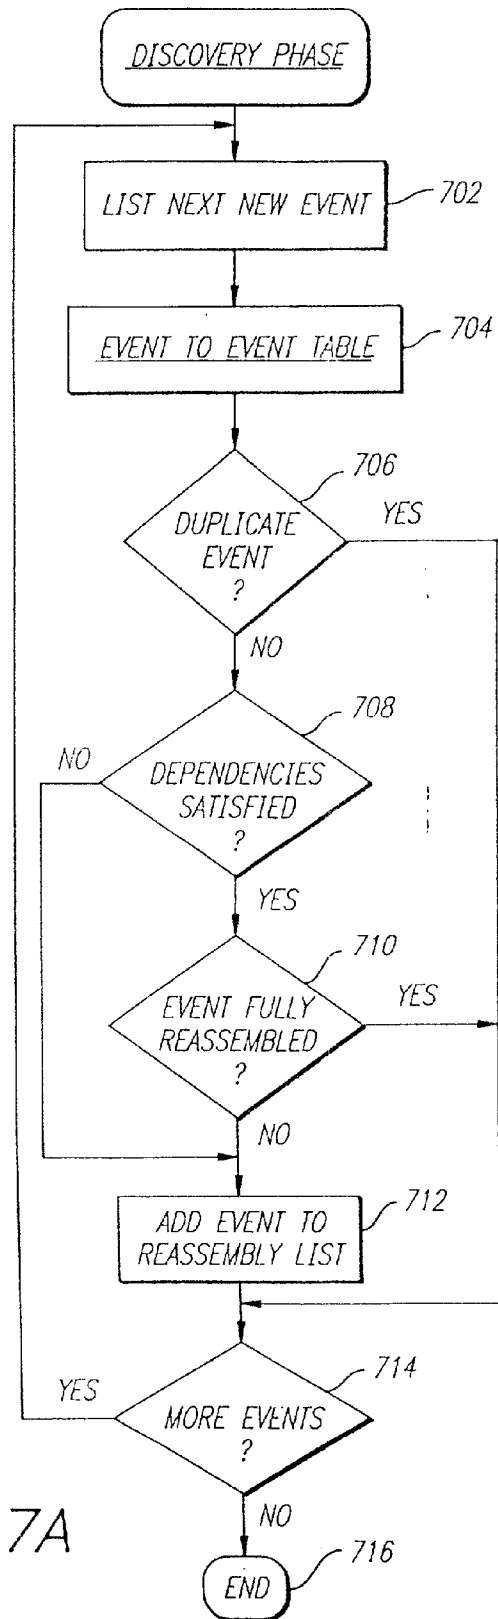 DISCOVERY PHASE
LIST NEXT NEW EVENT
702
EVENT TO EVENT TABLE
704
706
DUPLICATE
EVENT
?
YES
NO
708
NO
DEPENDENCIES
SATISFIED
?
YES
710
EVENT FULLY
REASSEMBLED
?
YES
NO
712
ADD EVENT TO
REASSEMBLY LIST
714
YES
MORE EVENTS
?
NO
7A
716
END